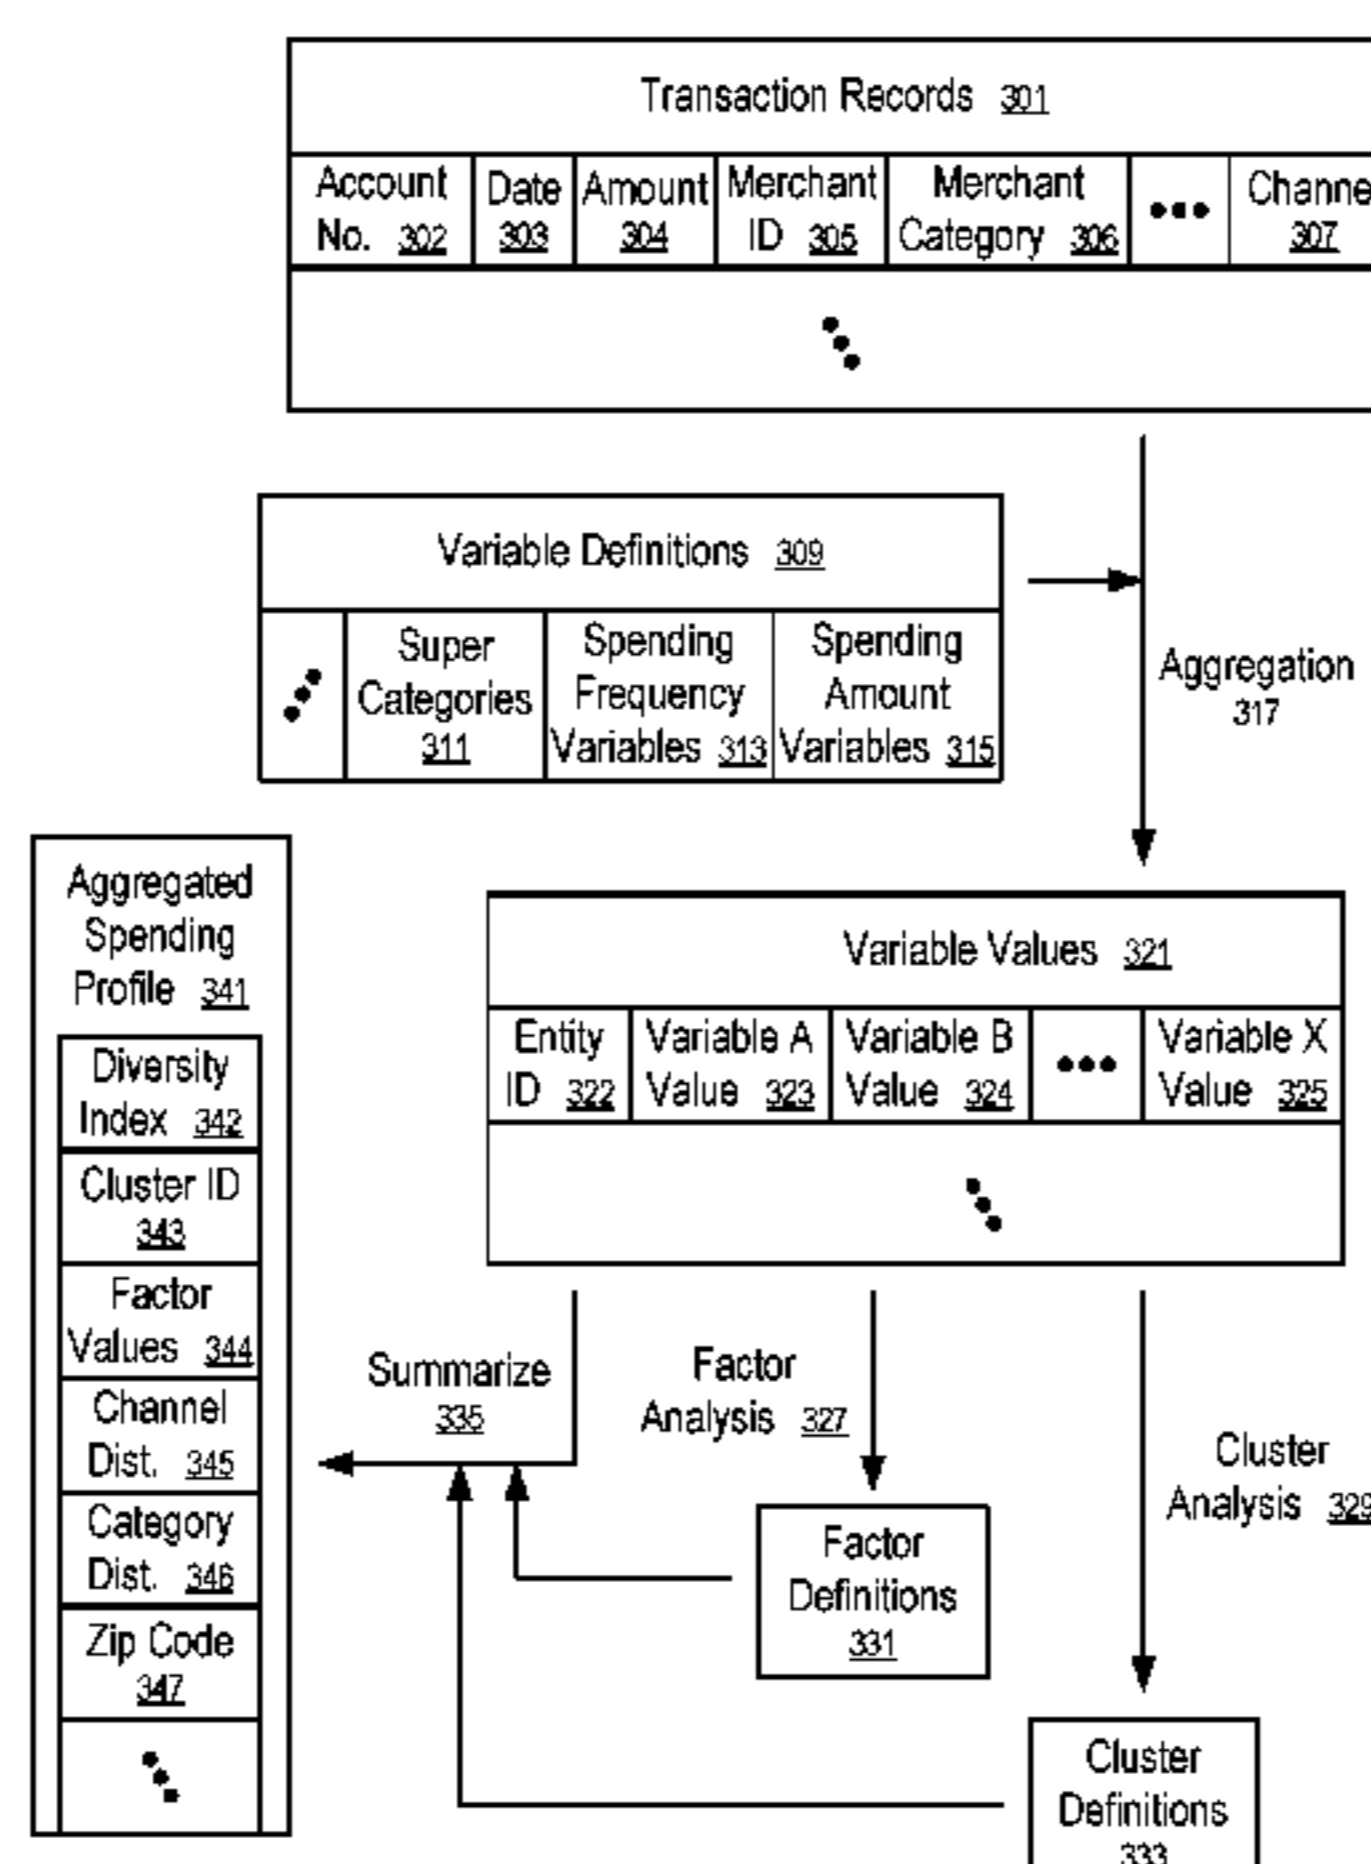 Transaction Records 301
Account
No. 302
Date
303
Amount
304
Merchant
ID 305
Merchant
Category 306
Channe
307
Variable Definitions 309
Super
Categories
311
Spending
Frequency
Variables 313
Spending
Amount
Variables 315
Aggregation
317
Aggregated
Spending
Profile 341
Diversity
Index 342
Cluster ID
343
Factor
Values 344
Channel
Dist. 345
Category
Dist. 346
Zip Code
347
Variable Values 321
Entity
ID 322
Variable A
Value 323
Variable B
Value 324
Variable X
Value 325
Summarize
335
Factor
Analysis 327
Cluster
Analysis 329
Factor
Definitions
331
Cluster
Definitions
333